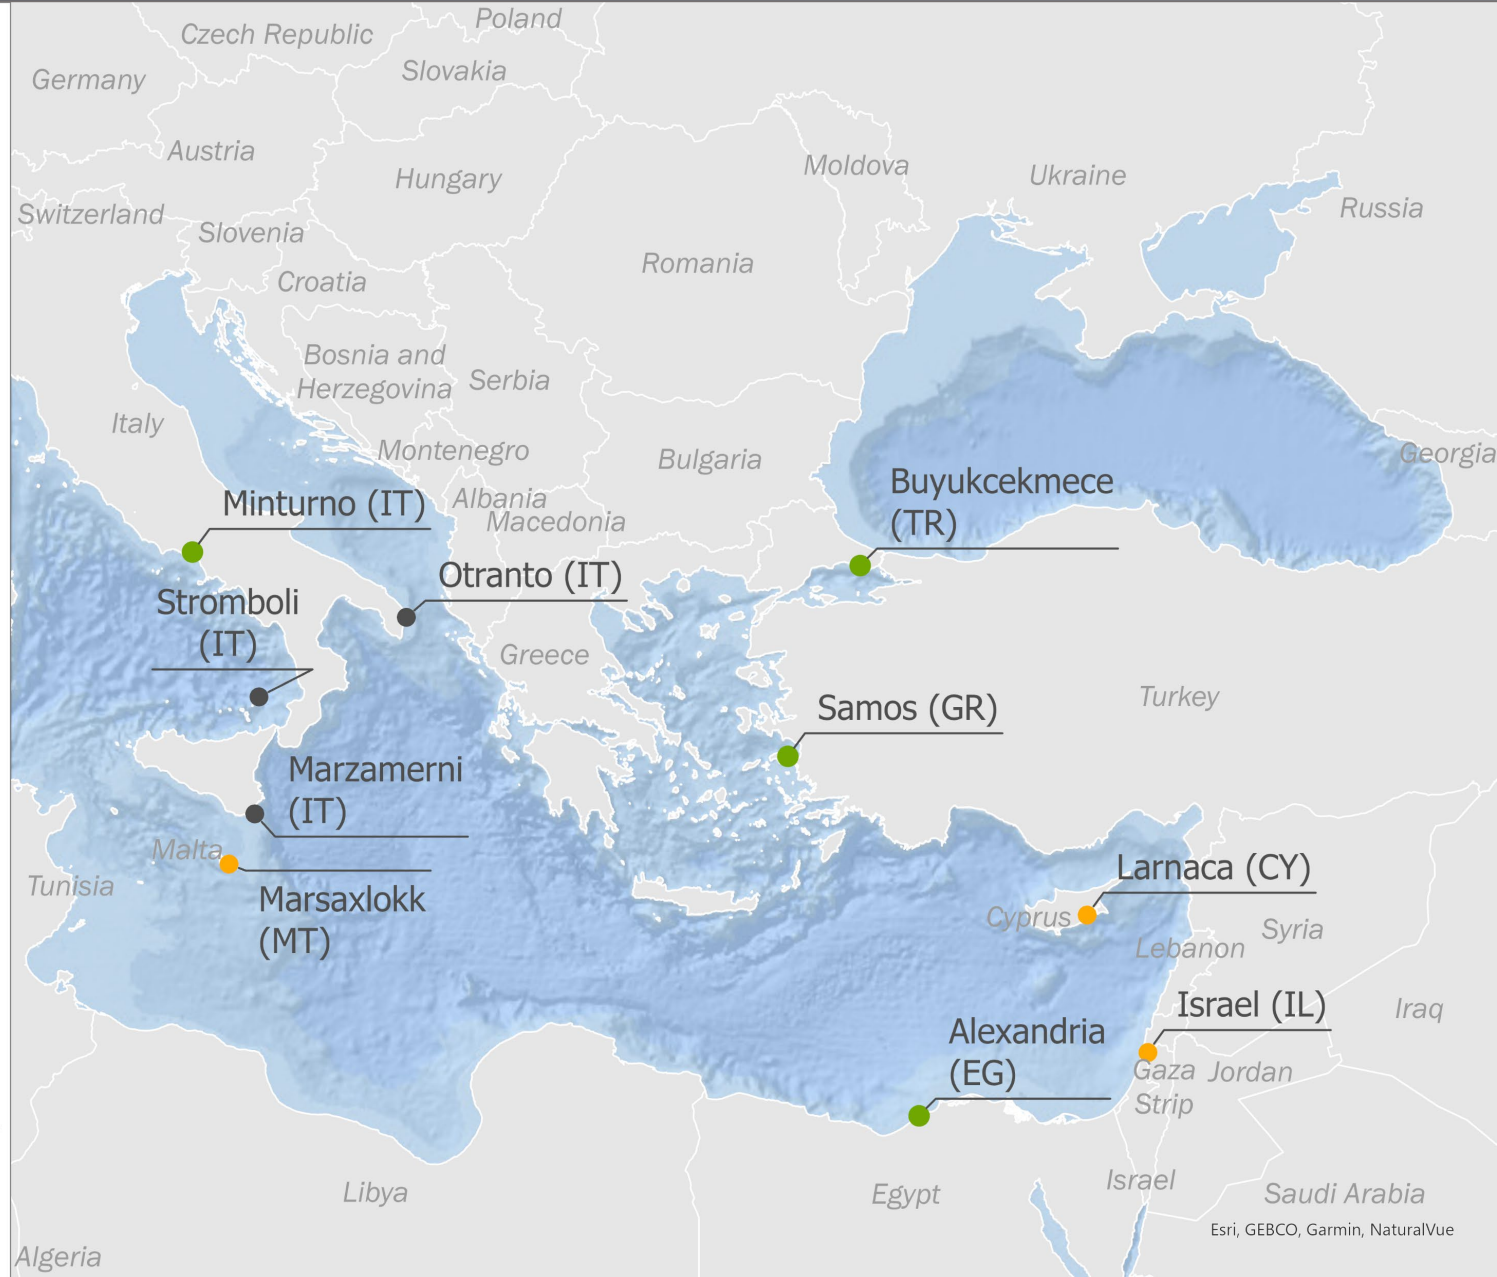 Poland
Czech Republic
Slovakia
Germany
Austria
Moldova
Ukraine
Hungary
Switzerland
Russia
Slovenia
Romania
Croatia
Bosnia and
Herzegovina
Serbia
Italy
Montenegro
Bulgaria
Georgia
Buyukcekmece
(TR)
Albania
Minturno (IT)
Macedonia
Otranto (IT)
Stromboli
(IT)
Greece
Turkey
Samos (GR)
Marzamerni
(IT)
Malta
Larnaca (CY)
Tunisia
Marsaxlokk
(MT)
Cyprus
Syria
Lebanon
Israel (IL)
Iraq
Alexandria
(EG)
Gaza
Strip
Jordan
Israel
Libya
Egypt
Saudi Arabia
Esri, GEBCO, Garmin, NaturalVue
Algeria